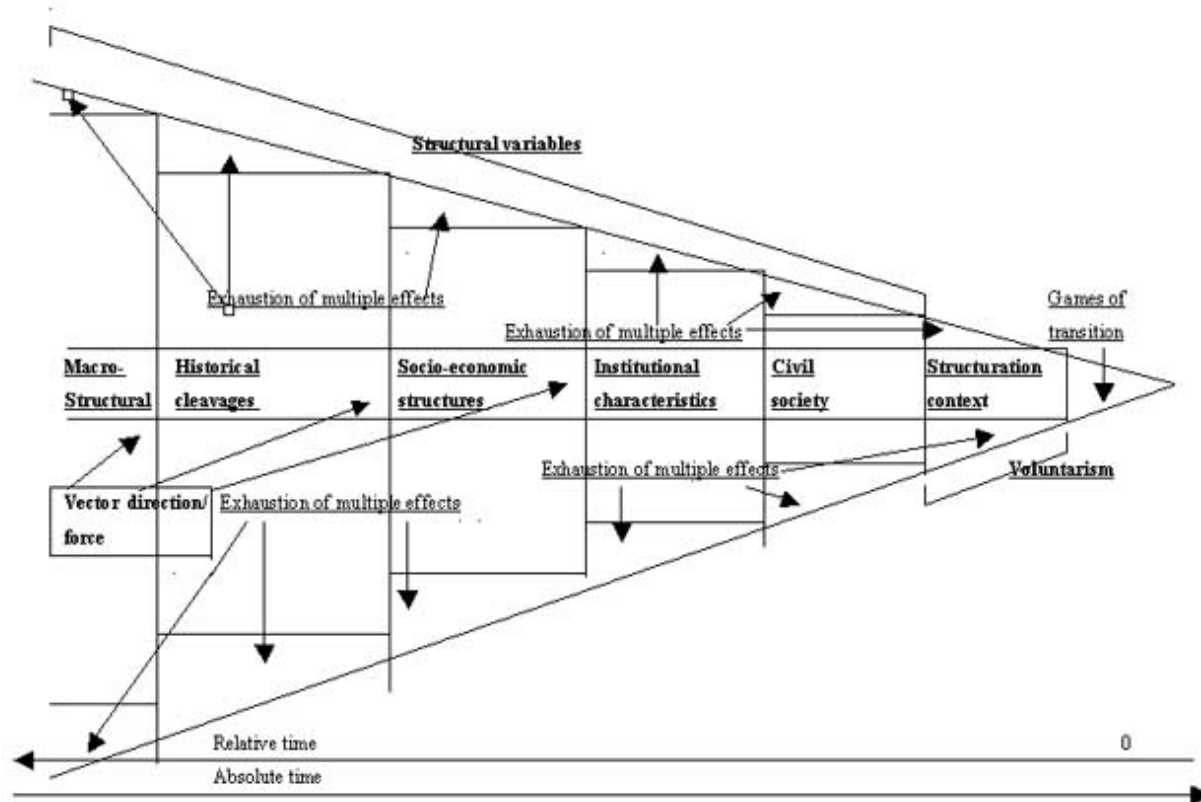 Structural variables
Exhaustion of multiple effects
Exhaustion of multiple effects
Games of
transition
Macro-
Structural
Historical
cleavages
Socio-economic
structures
Institutional
characteristics
Civil
society
Structuration
context
Exhaustion of multiple effects
Voluntarism
Vector direction/
force
Exhaustion of multiple effects
Relative time
0
Absolute time